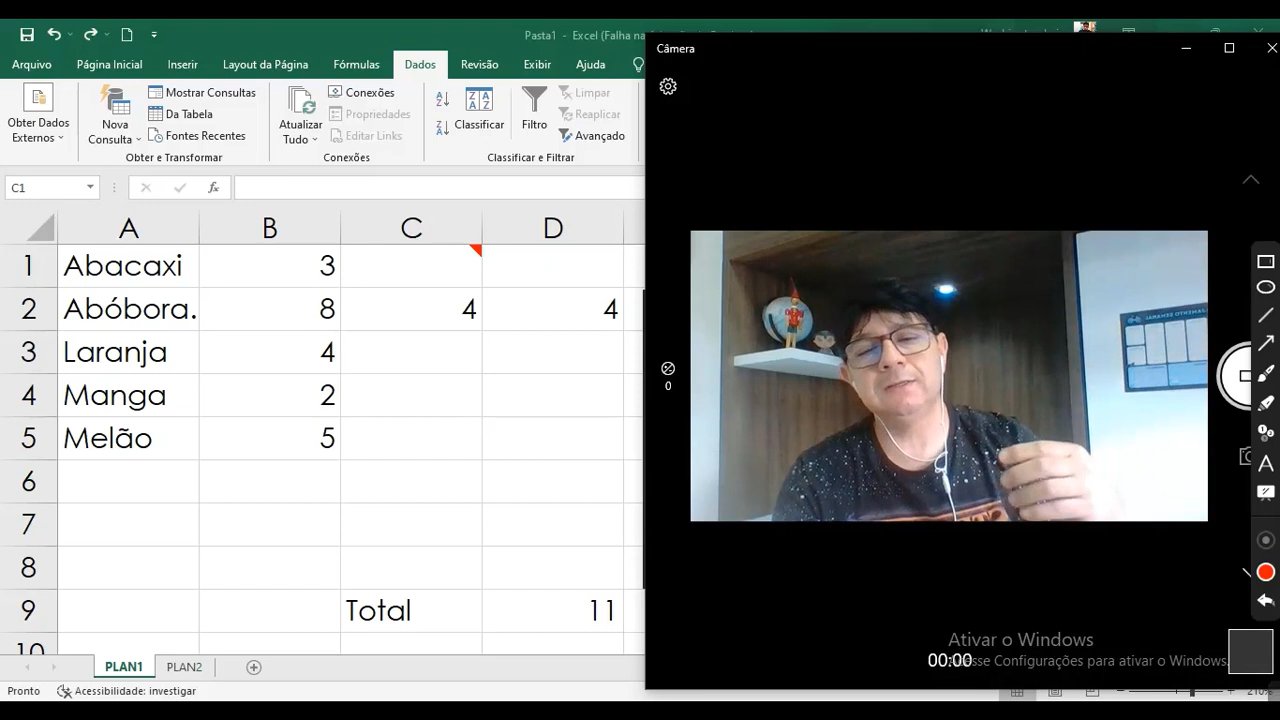 Pasta1 - Excel (Falha na
Câmera
Arquivo Página Inicial Inserir Layout da Página Fórmulas Dados Revisão Exibir Ajuda
Obter Dados Externos
Nova Consulta
Mostrar Consultas
Da Tabela
Fontes Recentes
Obter e Transformar
Atualizar Tudo
Conexões
Propriedades
Editar Links
Conexões
Classificar
Filtro
Limpar
Reaplicar
Avançado
Classificar e Filtrar
C1 fx
A B C D
1 Abacaxi 3
2 Abóbora. 8 4 4
3 Laranja 4
4 Manga 2
5 Melão 5
6
7
8
9 Total 11
10
0
Ativar o Windows
00:00
esse Configurações para ativar o Windows.
PLAN1 PLAN2
Pronto Acessibilidade: investigar
210%